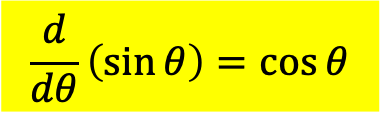 d/dθ (sin θ) = cos θ